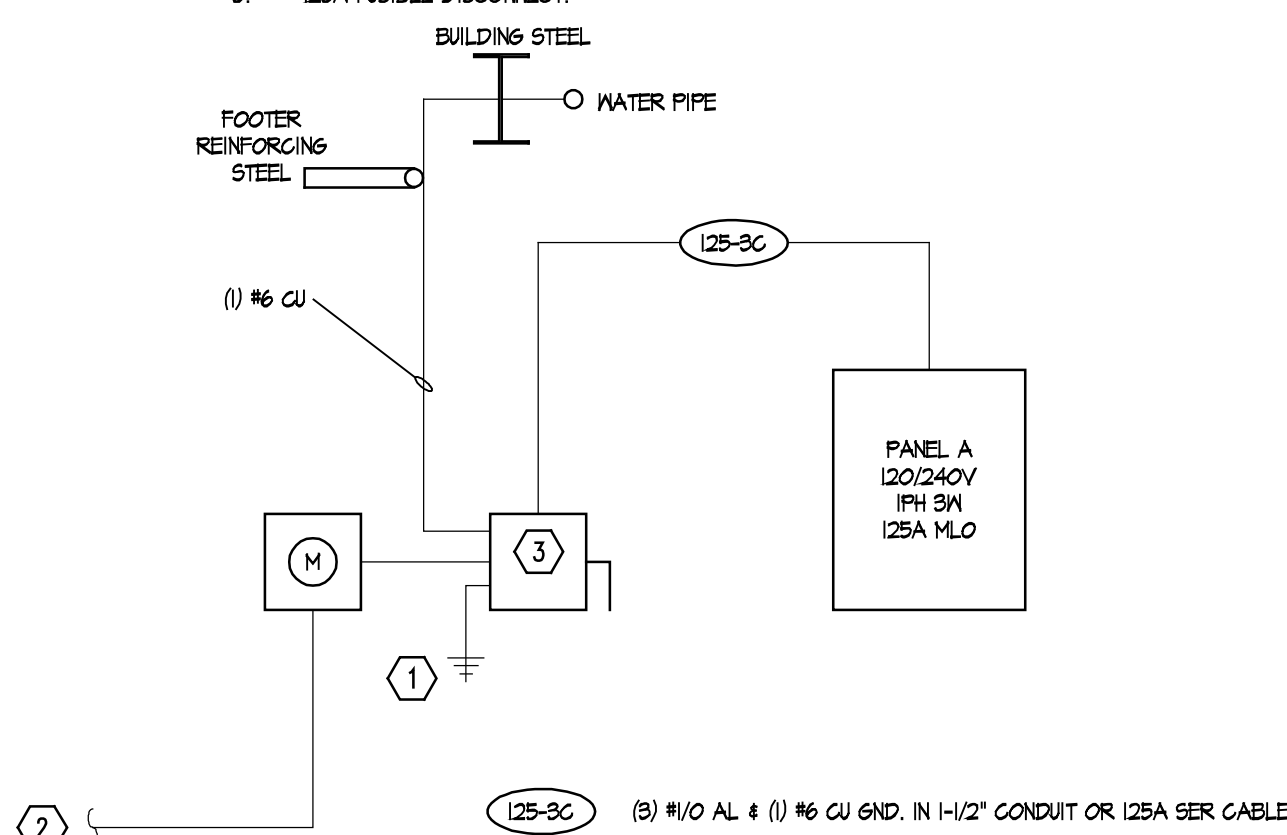 BUILDING STEEL
WATER PIPE
FOOTER
REINFORCING
STEEL
125-3C
(1) #6 CU
PANEL A
120/240V
1PH 3W
125A MLO
M
3
1
2
125-3C (3) #1/0 AL & (1) #6 CU GND. IN 1-1/2" CONDUIT OR 125A SER CABLE